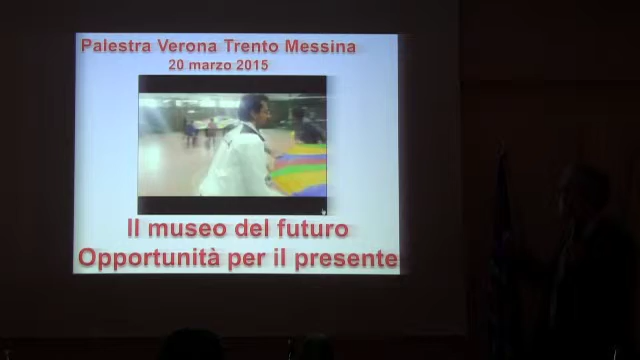 Palestra Verona Trento Messina
20 marzo 2015
Il museo del futuro
Opportunità per il presente